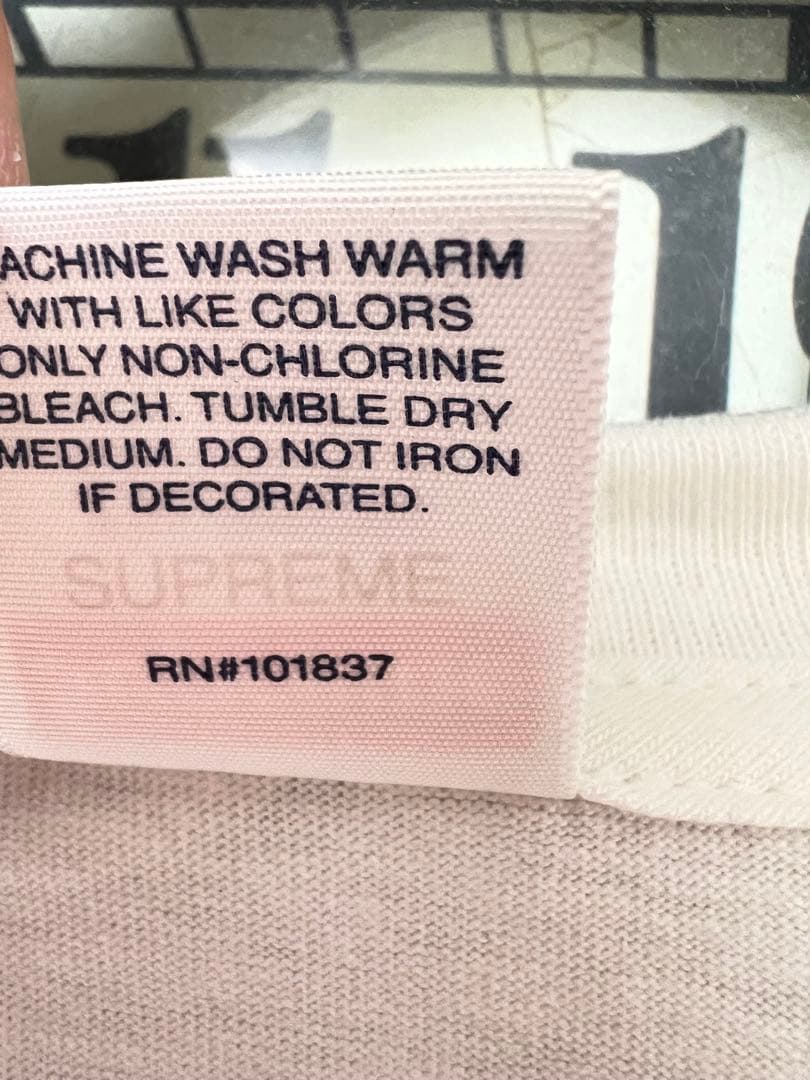 ACHINE WASH WARM
WITH LIKE COLORS
ONLY NON-CHLORINE
BLEACH. TUMBLE DRY
MEDIUM. DO NOT IRON
IF DECORATED.
SUPREME
RN#101837